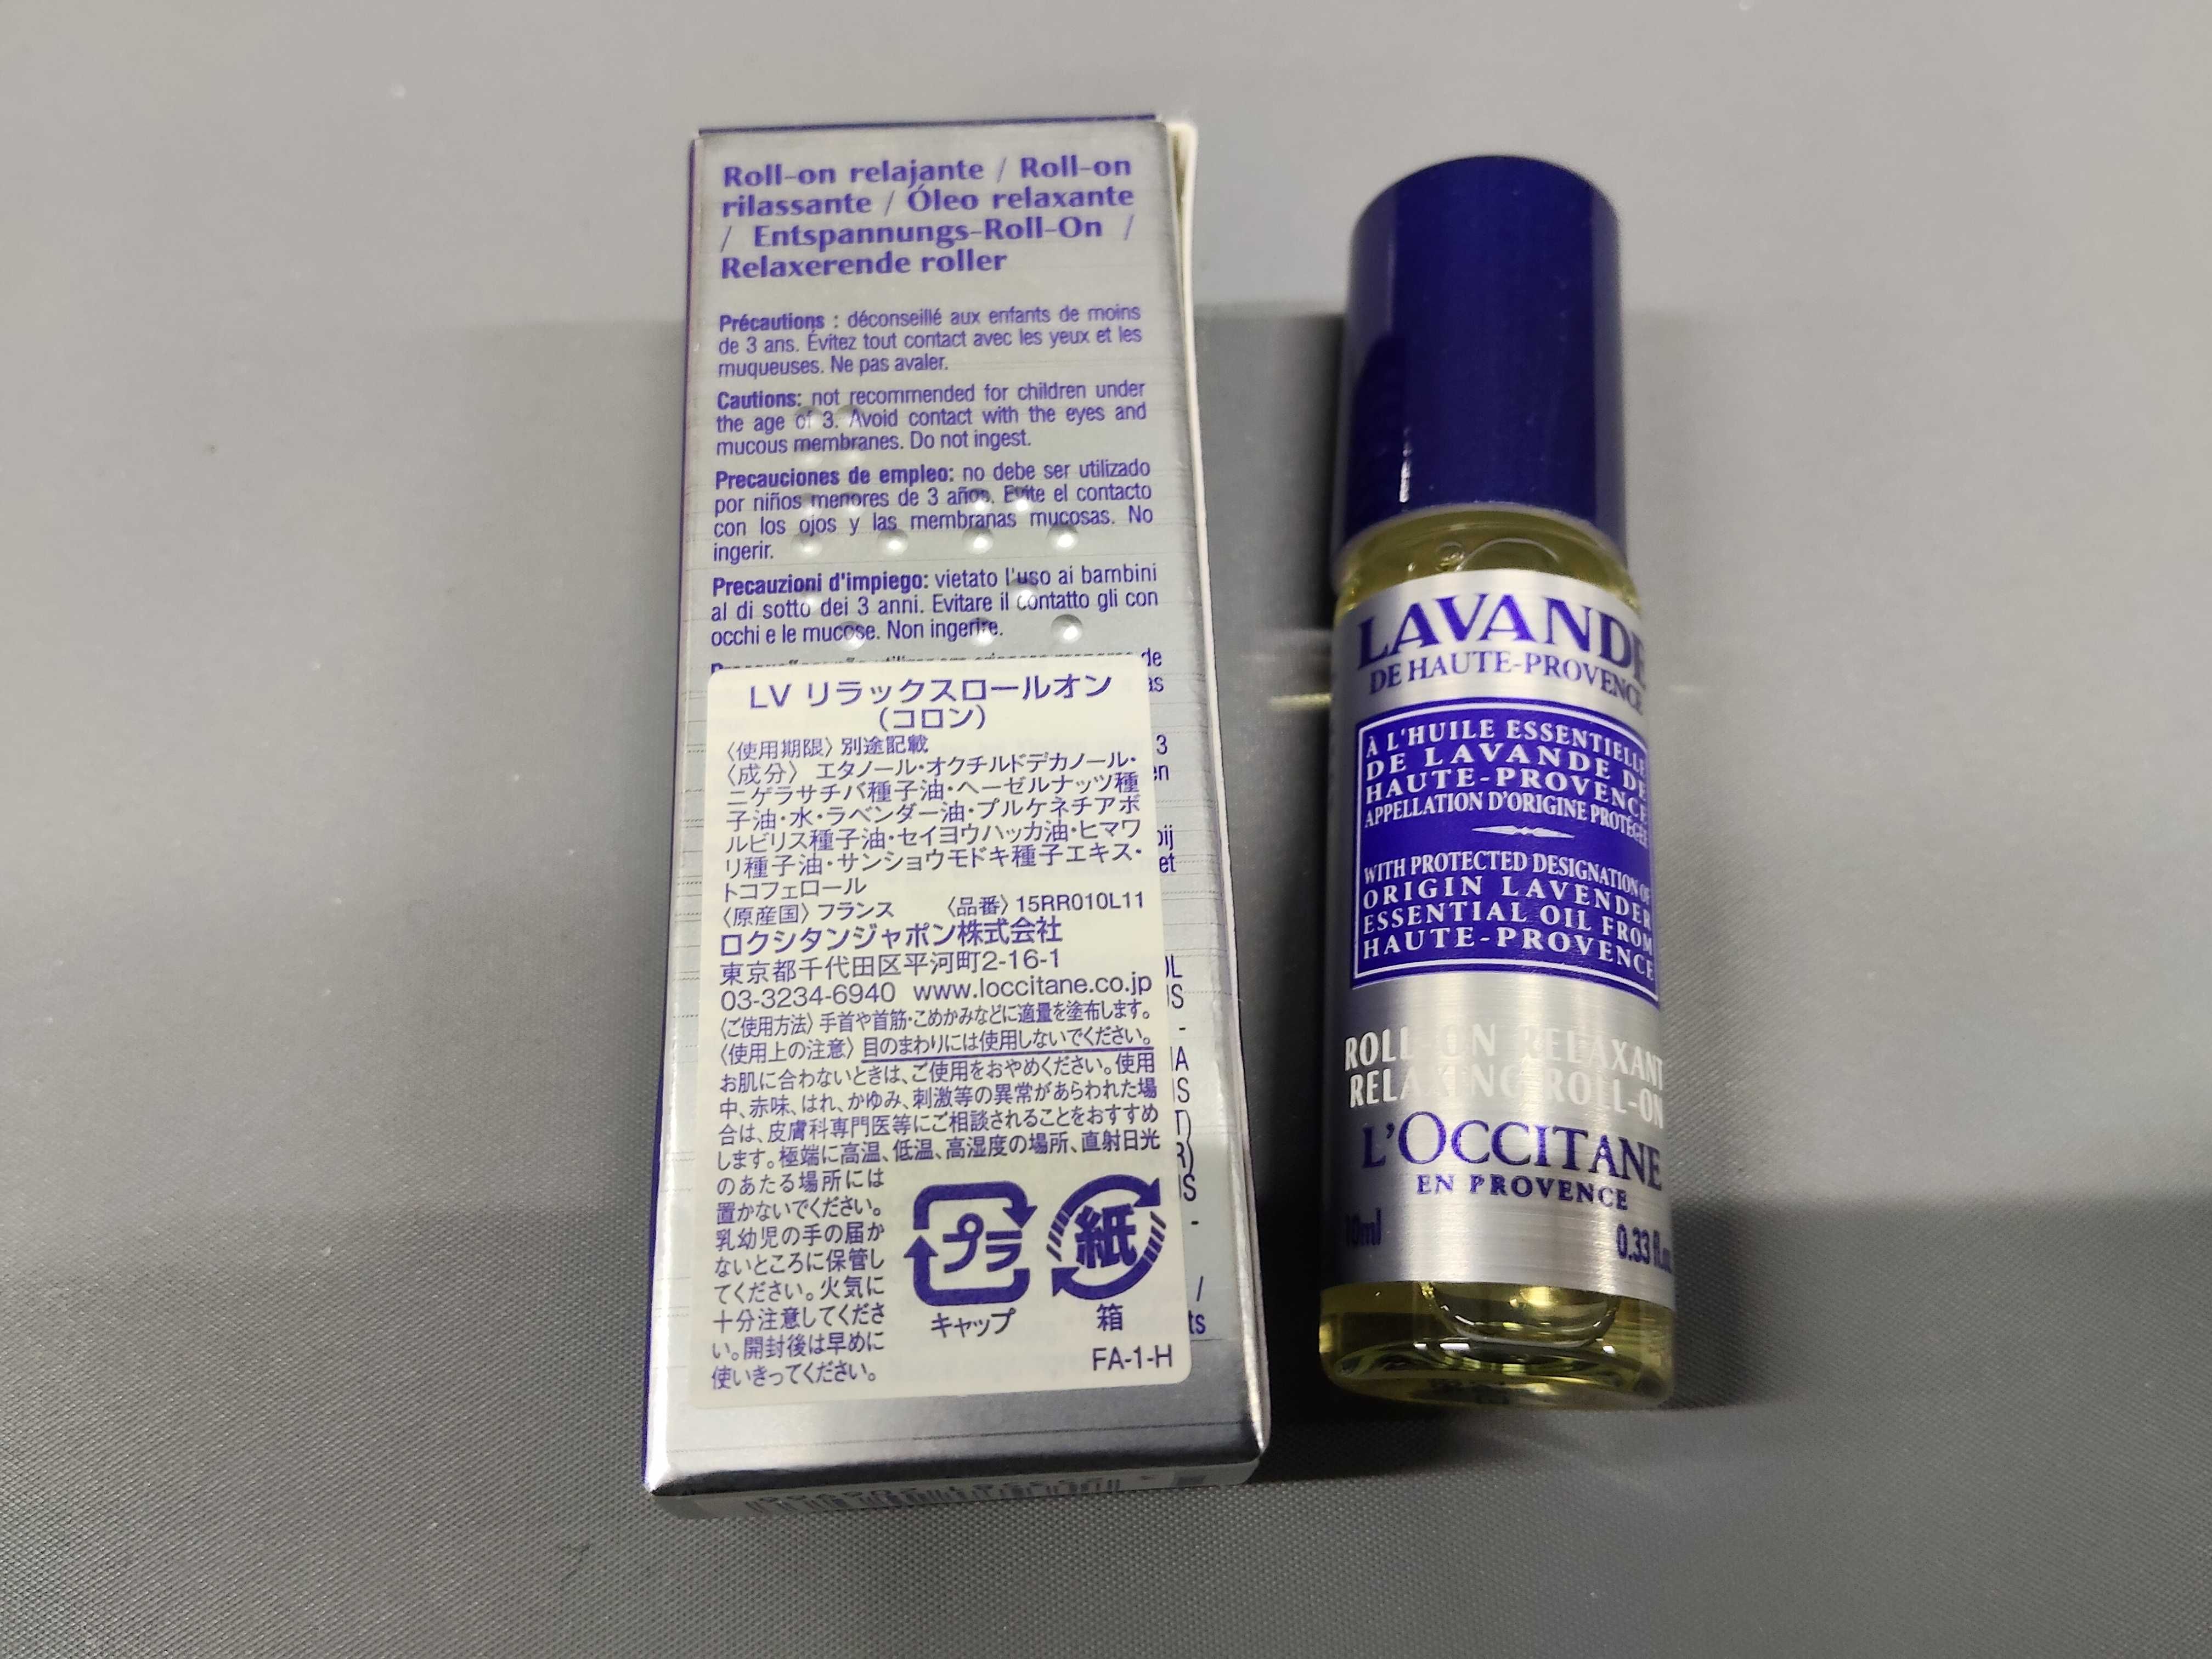 Roll-on relajante / Roll-on
rilassante / Óleo relaxante
/ Entspannungs-Roll-On /
Relaxerende roller
Précautions : déconseillé aux enfants de moins
de 3 ans. Évitez tout contact avec les yeux et les
muqueuses. Ne pas avaler.
Cautions: not recommended for children under
the age of 3. Avoid contact with the eyes and
mucous membranes. Do not ingest.
Precauciones de empleo: no debe ser utilizado
por niños menores de 3 años. Evite el contacto
con los ojos y las membranas mucosas. No
ingerir.
Precauzioni d'impiego: vietato l'uso ai bambini
al di sotto dei 3 anni. Evitare il contatto gli con
occhi e le mucose. Non ingerire.
de
LV リラックスロールオン
(コロン)
〈使用期限〉別途記載
〈成分〉 エタノール・オクチルドデカノール・
ニゲラサチバ種子油・ヘーゼルナッツ種
子油・水・ラベンダー油・プルケネチアボ
ルビリス種子油・セイヨウハッカ油・ヒマワ
リ種子油・サンショウモドキ種子エキス・
トコフェロール
〈原産国〉フランス 〈品番〉15RR010L11
ロクシタンジャポン株式会社
東京都千代田区平河町2-16-1
03-3234-6940 www.loccitane.co.jp
〈ご使用方法〉手首や首筋・こめかみなどに適量を塗布します。
〈使用上の注意〉目のまわりには使用しないでください。
お肌に合わないときは、ご使用をおやめください。使用
中、赤味、はれ、かゆみ、刺激等の異常があらわれた場
合は、皮膚科専門医等にご相談されることをおすすめ
します。極端に高温、低温、高湿度の場所、直射日光
のあたる場所には
置かないでください。
乳幼児の手の届か
ないところに保管し
てください。火気に
十分注意してくださ
い。開封後は早めに
使いきってください。
プラ 紙
キャップ 箱
FA-1-H
LAVANDE
DE HAUTE-PROVENCE
À L'HUILE ESSENTIELLE
DE LAVANDE DE
HAUTE-PROVENCE
APPELLATION D'ORIGINE PROTÉGÉE
WITH PROTECTED DESIGNATION OF
ORIGIN LAVENDER
ESSENTIAL OIL FROM
HAUTE-PROVENCE
ROLL-ON RELAXANT
RELAXING ROLL-ON
L'OCCITANE
EN PROVENCE
10ml 0.33 fl.oz